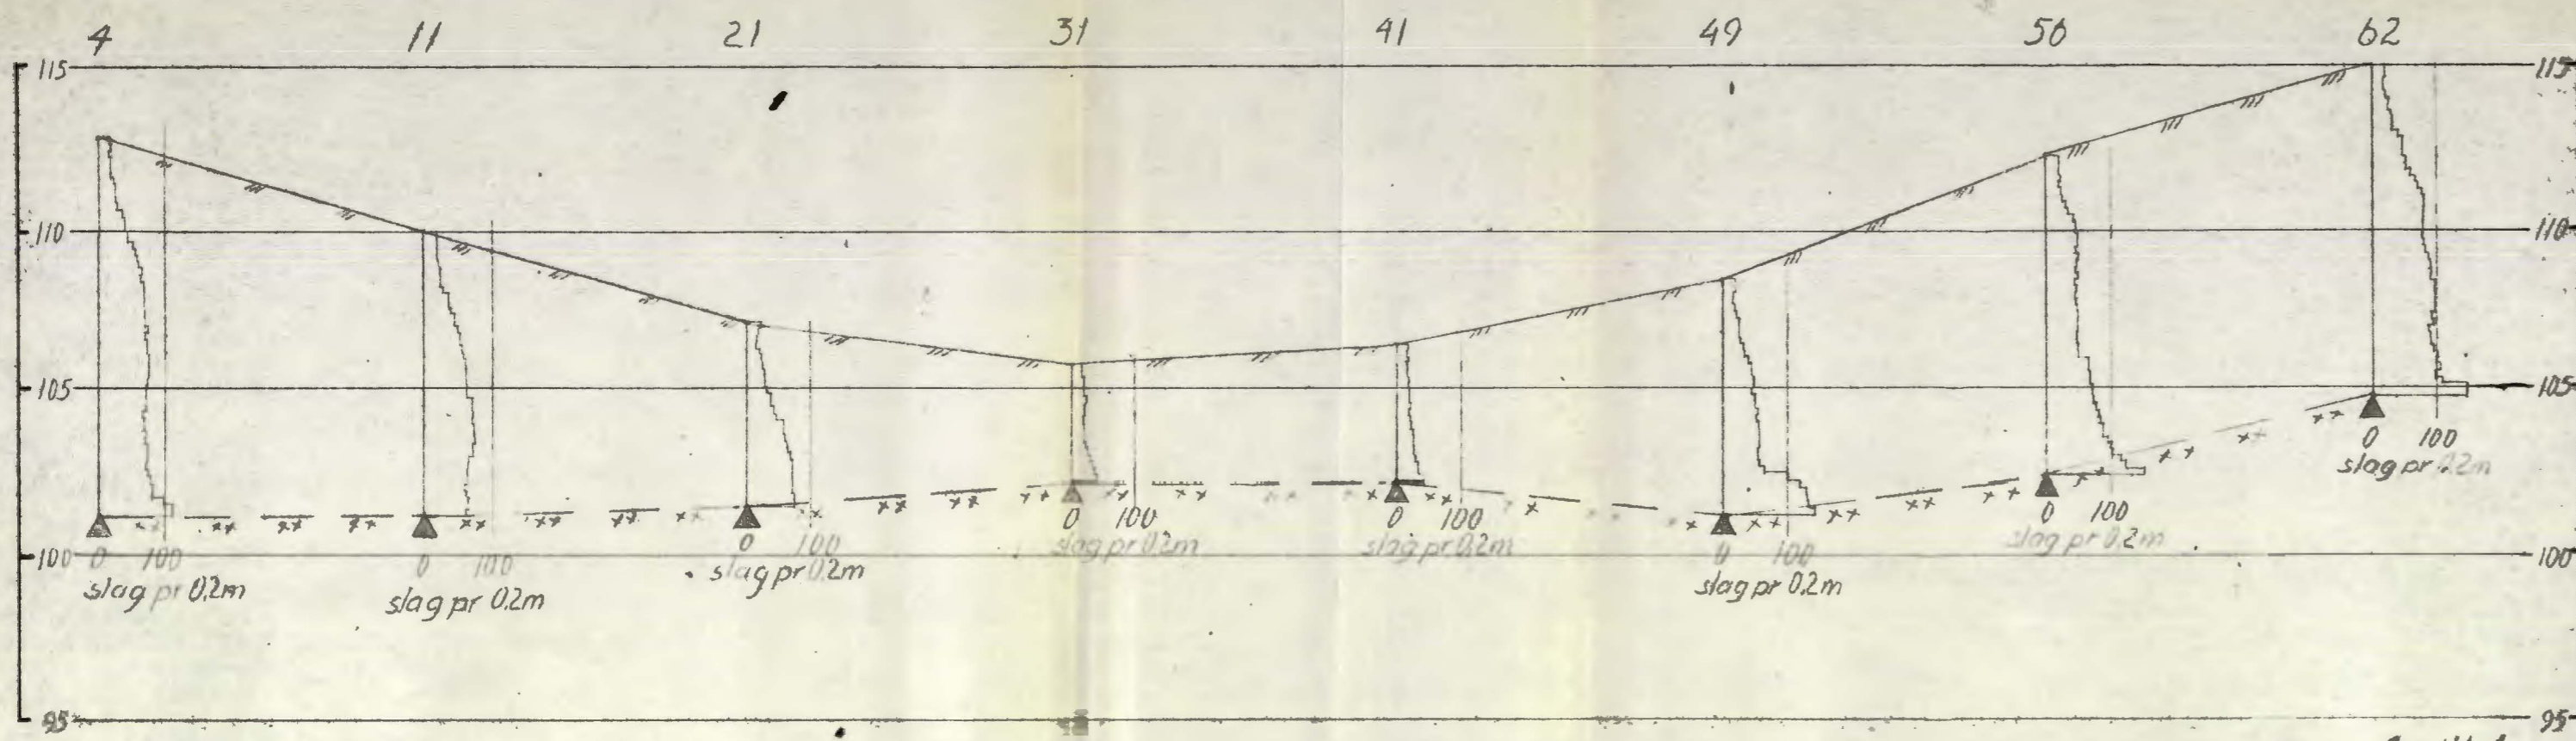 4 11 21 31 41 49 56 62
115 115
110 110
105 105
0 100
slag pr 0.2m
0 100 0 100 0 100
slag pr 0.2m slag pr 0.2m slag pr 0.2m
0 100 0 100 0 100 0 100
slag pr 0.2m slag pr 0.2m slag pr 0.2m slag pr 0.2m
100 100
95 95